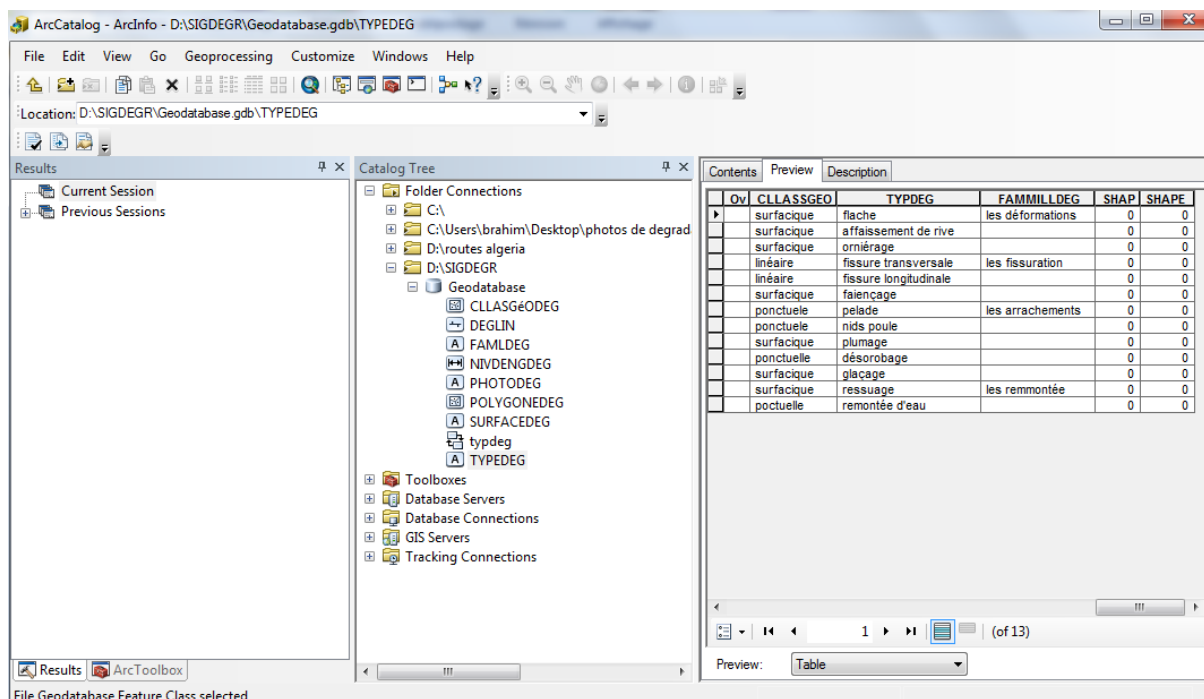 ArcCatalog - ArcInfo - D:\SIGDEGR\Geodatabase.gdb\TYPEDEG
File Edit View Go Geoprocessing Customize Windows Help
Location: D:\SIGDEGR\Geodatabase.gdb\TYPEDEG
Results
Current Session
Previous Sessions
Results ArcToolbox
Catalog Tree
Folder Connections
C:\
C:\Users\brahim\Desktop\photos de degrad
D:\routes algeria
D:\SIGDEGR
Geodatabase
CLLASGéODEG
DEGLIN
FAMLDEG
NIVDENGDEG
PHOTODEG
POLYGONEDEG
SURFACEDEG
typdeg
TYPEDEG
Toolboxes
Database Servers
Database Connections
GIS Servers
Tracking Connections
Contents Preview Description
Ov CLLASSGEO TYPDEG FAMMILLDEG SHAP SHAPE
surfacique flache les déformations 0 0
surfacique affaissement de rive 0 0
surfacique orniérage 0 0
linéaire fissure transversale les fissuration 0 0
linéaire fissure longitudinale 0 0
surfacique faiençage 0 0
ponctuele pelade les arrachements 0 0
ponctuele nids poule 0 0
surfacique plumage 0 0
ponctuelle désorobage 0 0
surfacique glaçage 0 0
surfacique ressuage les remmontée 0 0
poctuelle remontée d'eau 0 0
1 (of 13)
Preview: Table
File Geodatabase Feature Class selected